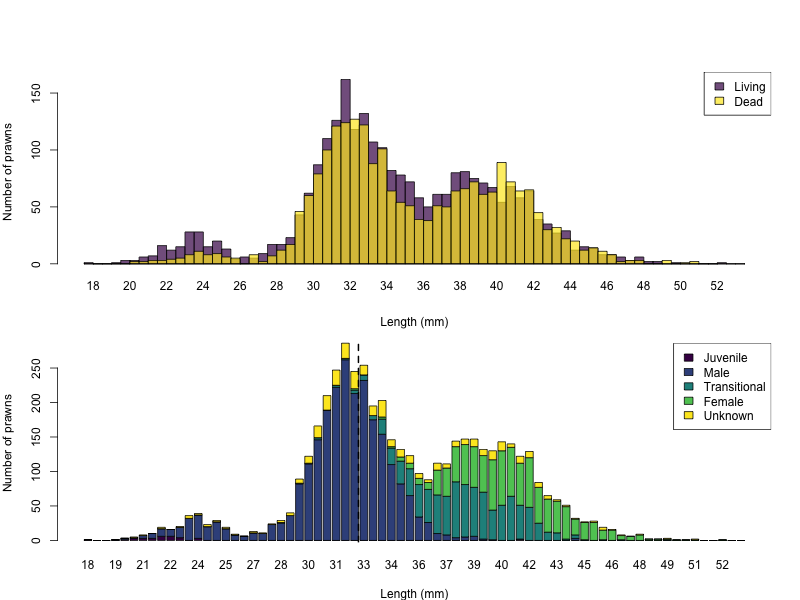 Living
Dead
Number of prawns
150
100
50
0
18 20 22 24 26 28 30 32 34 36 38 40 42 44 46 48 50 52
Length (mm)
Juvenile
Male
Transitional
Female
Unknown
Number of prawns
250
200
150
100
50
0
18 19 21 22 24 25 27 28 30 31 33 34 36 37 39 40 42 43 45 46 48 49 51 52
Length (mm)